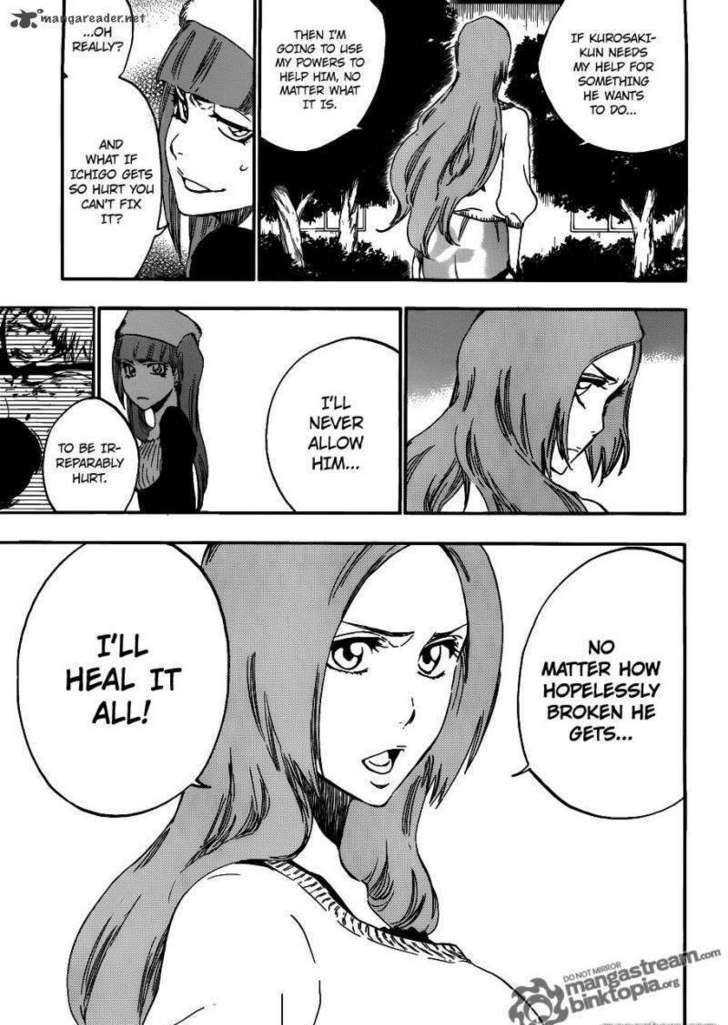 IF KUROSAKI-
KUN NEEDS
MY HELP FOR
SOMETHING
HE WANTS
TO DO...
THEN I'M
GOING TO USE
MY POWERS TO
HELP HIM, NO
MATTER WHAT
IT IS.
...OH
REALLY?
AND
WHAT IF
ICHIGO GETS
SO HURT YOU
CAN'T FIX
IT?
I'LL
NEVER
ALLOW
HIM...
TO BE IR-
REPARABLY
HURT.
NO
MATTER HOW
HOPELESSLY
BROKEN HE
GETS...
I'LL
HEAL IT
ALL!
mangareader.net
DO NOT MIRROR
mangastream.com
binktopia.org